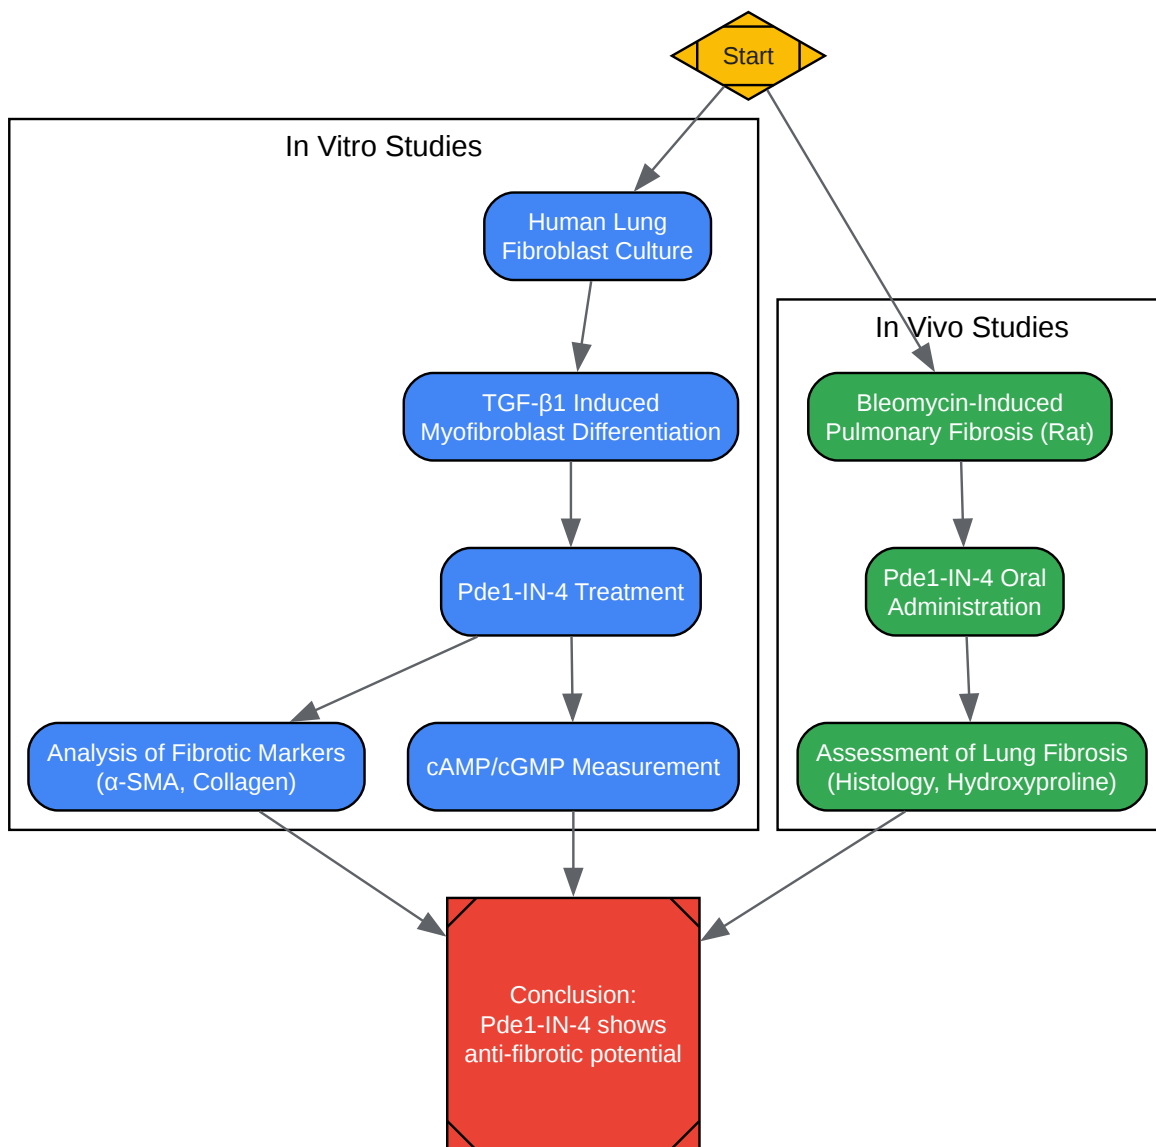 Start
In Vitro Studies
Human Lung
Fibroblast Culture
TGF-β1 Induced
Myofibroblast Differentiation
Pde1-IN-4 Treatment
Analysis of Fibrotic Markers
(α-SMA, Collagen)
cAMP/cGMP Measurement
In Vivo Studies
Bleomycin-Induced
Pulmonary Fibrosis (Rat)
Pde1-IN-4 Oral
Administration
Assessment of Lung Fibrosis
(Histology, Hydroxyproline)
Conclusion:
Pde1-IN-4 shows
anti-fibrotic potential